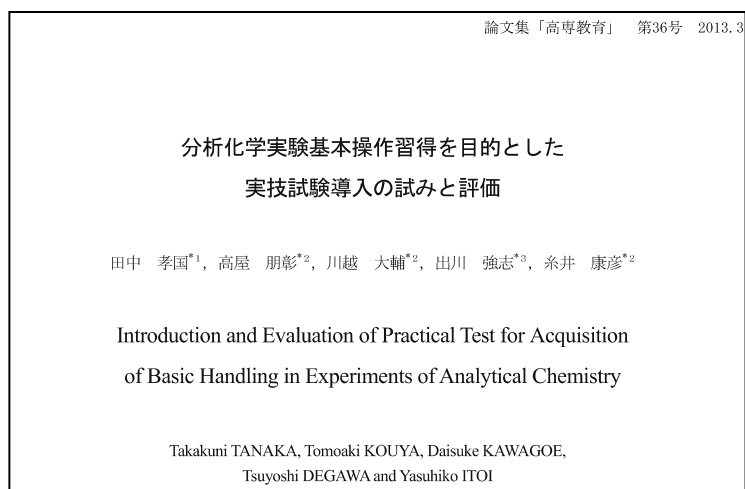 論文集「高専教育」　第36号　2013.3
分析化学実験基本操作習得を目的とした
実技試験導入の試みと評価
田中　孝国*1，高屋　朋彰*2，川越　大輔*2，出川　強志*3，糸井　康彦*2
Introduction and Evaluation of Practical Test for Acquisition
of Basic Handling in Experiments of Analytical Chemistry
Takakuni TANAKA, Tomoaki KOUYA, Daisuke KAWAGOE,
Tsuyoshi DEGAWA and Yasuhiko ITOI